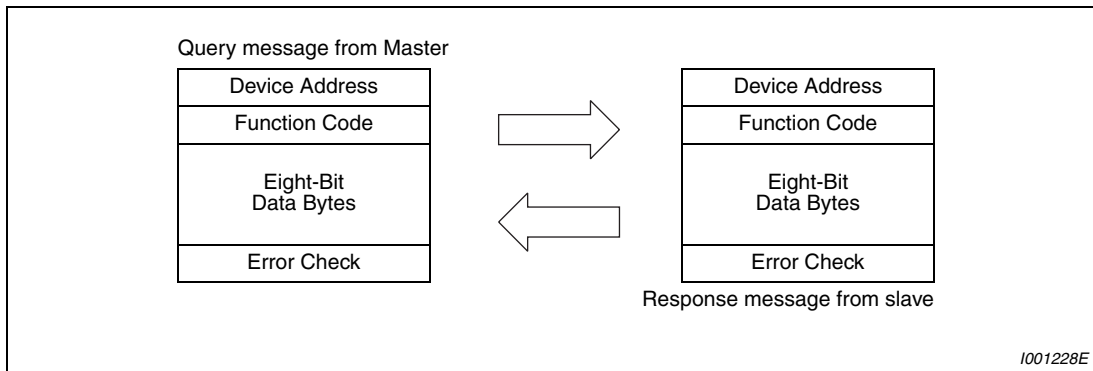 Query message from Master
Device Address
Function Code
Eight-Bit
Data Bytes
Error Check
Device Address
Function Code
Eight-Bit
Data Bytes
Error Check
Response message from slave
I001228E